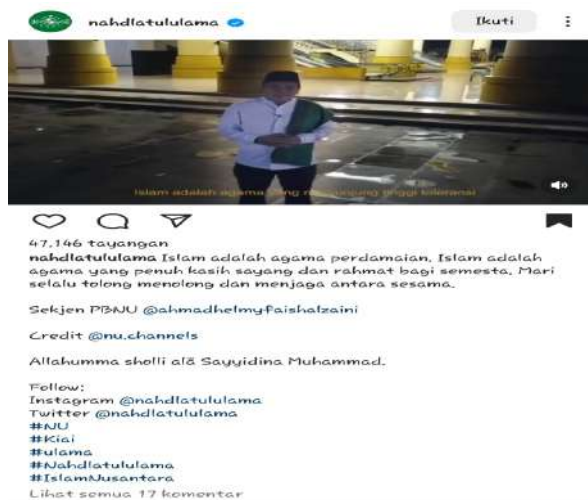 nahdlatululama
Ikuti
Islam adalah agama yang menjunjung tinggi toleransi
47.146 tayangan
nahdlatululama Islam adalah agama perdamaian, Islam adalah
agama yang penuh kasih sayang dan rahmat bagi semesta. Mari
selalu tolong menolong dan menjaga antara sesama.
Sekjen PBNU @ahmadhelmyfaishalzaini
Credit @nu.channels
Allahumma sholli alā Sayyidina Muhammad.
Follow:
Instagram @nahdlatululama
Twitter @nahdlatululama
#NU
#Kiai
#ulama
#Nahdlatululama
#IslamNusantara
Lihat semua 17 komentar